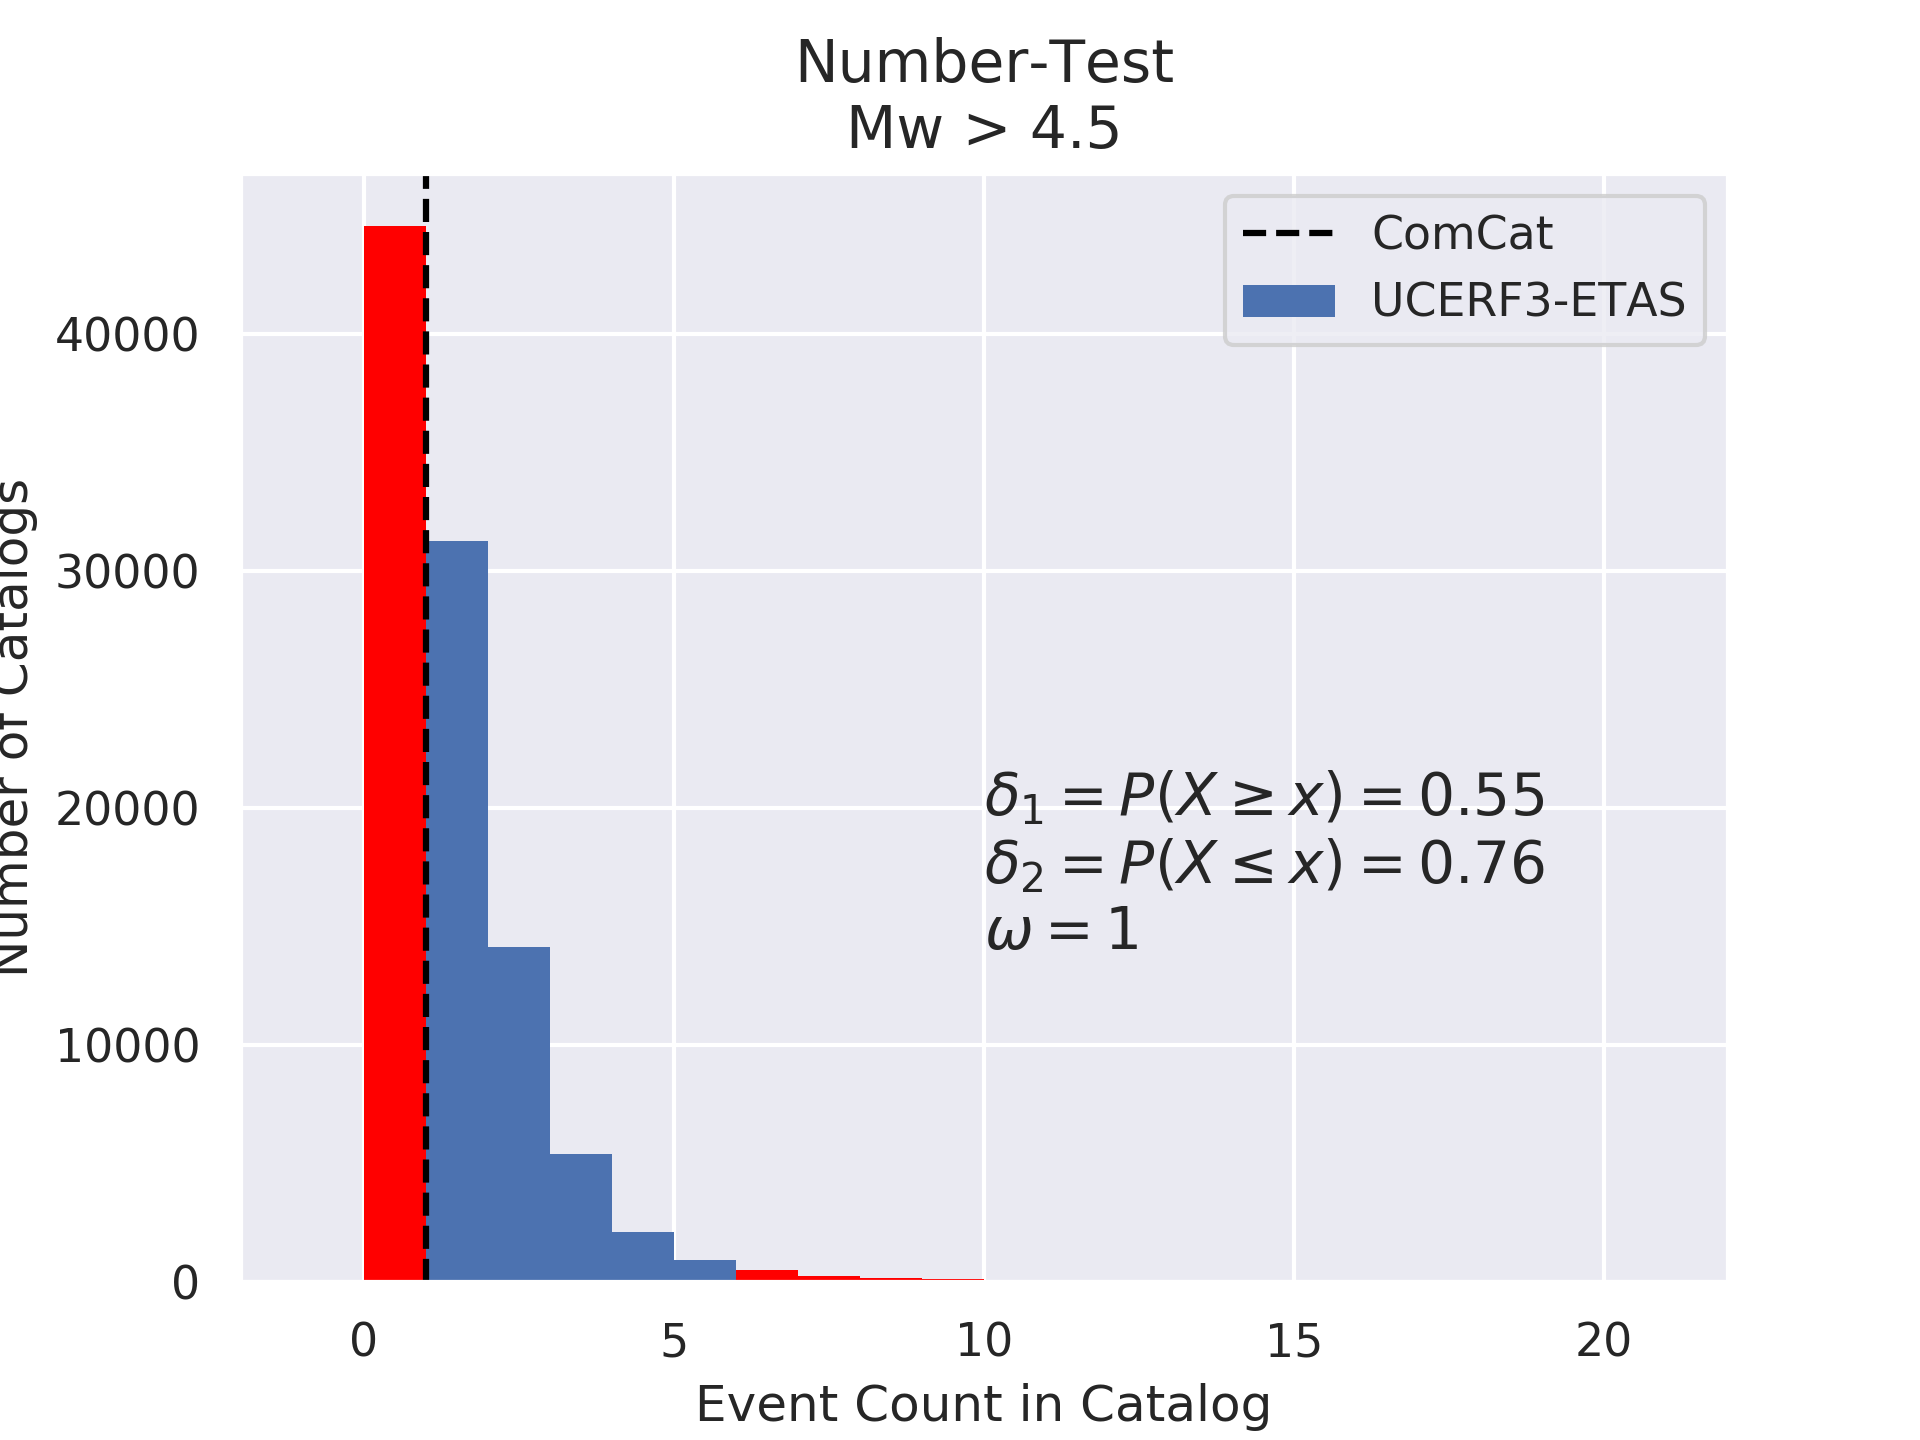 Number-Test
Mw > 4.5
ComCat
UCERF3-ETAS
Number of Catalogs
40000
30000
20000
10000
0
δ₁ = P(X ≥ x) = 0.55
δ₂ = P(X ≤ x) = 0.76
ω = 1
0 5 10 15 20
Event Count in Catalog